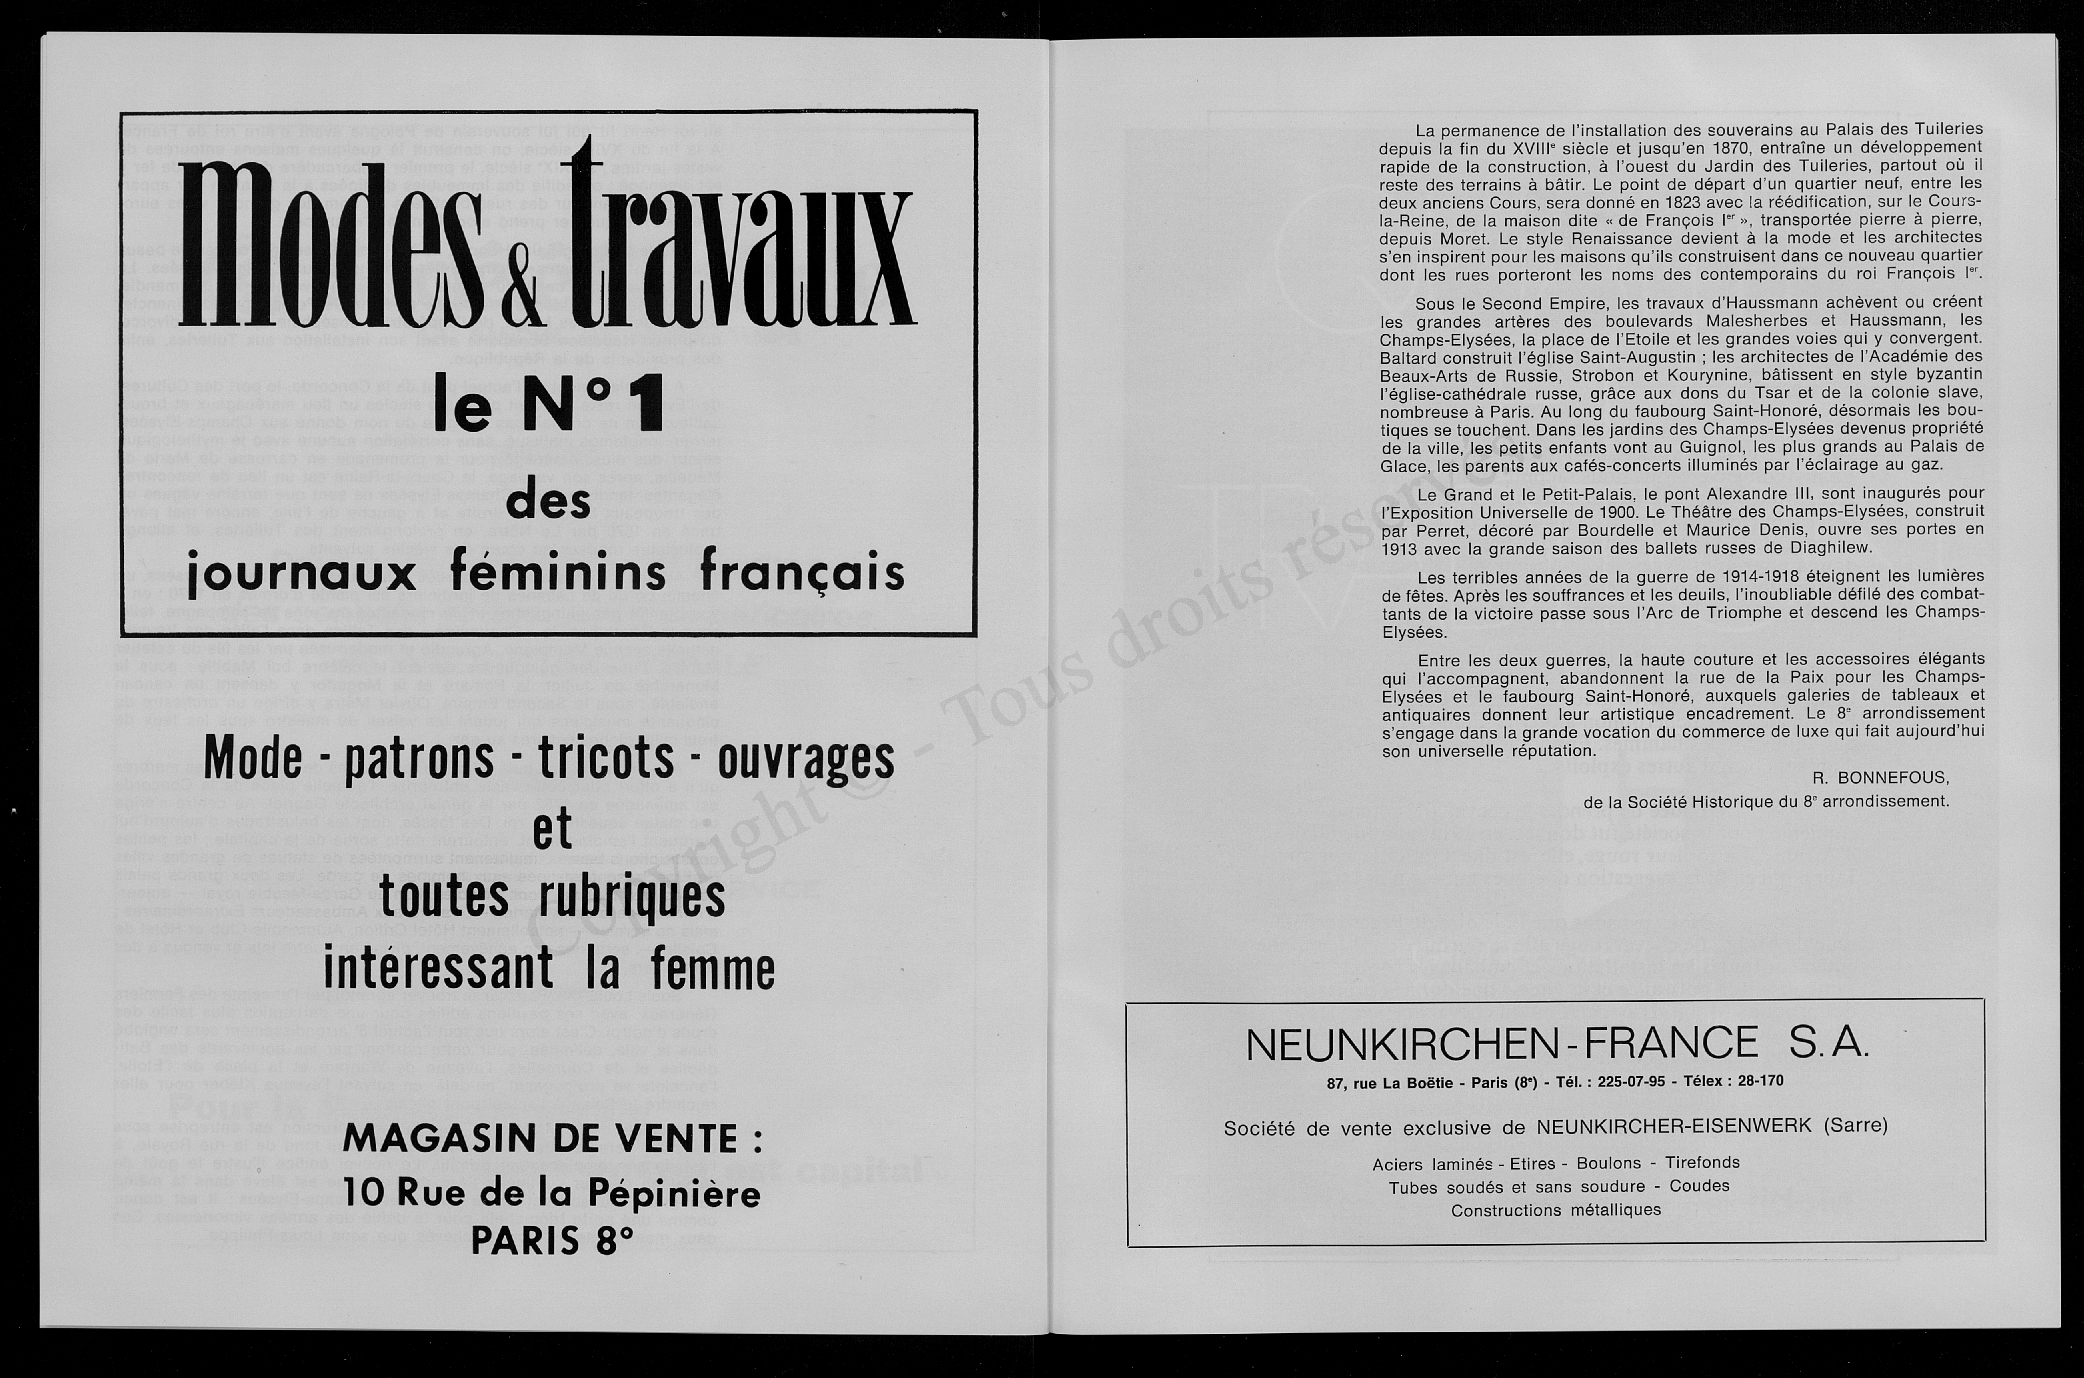 Modes & travaux
le N° 1
des
journaux féminins français
Mode - patrons - tricots - ouvrages
et
toutes rubriques
intéressant la femme
MAGASIN DE VENTE :
10 Rue de la Pépinière
PARIS 8°
La permanence de l'installation des souverains au Palais des Tuileries
depuis la fin du XVIIIe siècle et jusqu'en 1870, entraîne un développement
rapide de la construction, à l'ouest du Jardin des Tuileries, partout où il
reste des terrains à bâtir. Le point de départ d'un quartier neuf, entre les
deux anciens Cours, sera donné en 1823 avec la réédification, sur le Cours-
la-Reine, de la maison dite « de François Ier », transportée pierre à pierre,
depuis Moret. Le style Renaissance devient à la mode et les architectes
s'en inspirent pour les maisons qu'ils construisent dans ce nouveau quartier
dont les rues porteront les noms des contemporains du roi François Ier.
Sous le Second Empire, les travaux d'Haussmann achèvent ou créent
les grandes artères des boulevards Malesherbes et Haussmann, les
Champs-Elysées, la place de l'Etoile et les grandes voies qui y convergent.
Baltard construit l'église Saint-Augustin ; les architectes de l'Académie des
Beaux-Arts de Russie, Strobon et Kourynine, bâtissent en style byzantin
l'église-cathédrale russe, grâce aux dons du Tsar et de la colonie slave,
nombreuse à Paris. Au long du faubourg Saint-Honoré, désormais les bou-
tiques se touchent. Dans les jardins des Champs-Elysées devenus propriété
de la ville, les petits enfants vont au Guignol, les plus grands au Palais de
Glace, les parents aux cafés-concerts illuminés par l'éclairage au gaz.
Le Grand et le Petit-Palais, le pont Alexandre III, sont inaugurés pour
l'Exposition Universelle de 1900. Le Théâtre des Champs-Elysées, construit
par Perret, décoré par Bourdelle et Maurice Denis, ouvre ses portes en
1913 avec la grande saison des ballets russes de Diaghilew.
Les terribles années de la guerre de 1914-1918 éteignent les lumières
de fêtes. Après les souffrances et les deuils, l'inoubliable défilé des combat-
tants de la victoire passe sous l'Arc de Triomphe et descend les Champs-
Elysées.
Entre les deux guerres, la haute couture et les accessoires élégants
qui l'accompagnent, abandonnent la rue de la Paix pour les Champs-
Elysées et le faubourg Saint-Honoré, auxquels galeries de tableaux et
antiquaires donnent leur artistique encadrement. Le 8e arrondissement
s'engage dans la grande vocation du commerce de luxe qui fait aujourd'hui
son universelle réputation.
R. BONNEFOUS,
de la Société Historique du 8e arrondissement.
NEUNKIRCHEN-FRANCE S.A.
87, rue La Boëtie - Paris (8e) - Tél. : 225-07-95 - Télex : 28-170
Société de vente exclusive de NEUNKIRCHER-EISENWERK (Sarre)
Aciers laminés - Etires - Boulons - Tirefonds
Tubes soudés et sans soudure - Coudes
Constructions métalliques
Copyright © - Tous droits réservés